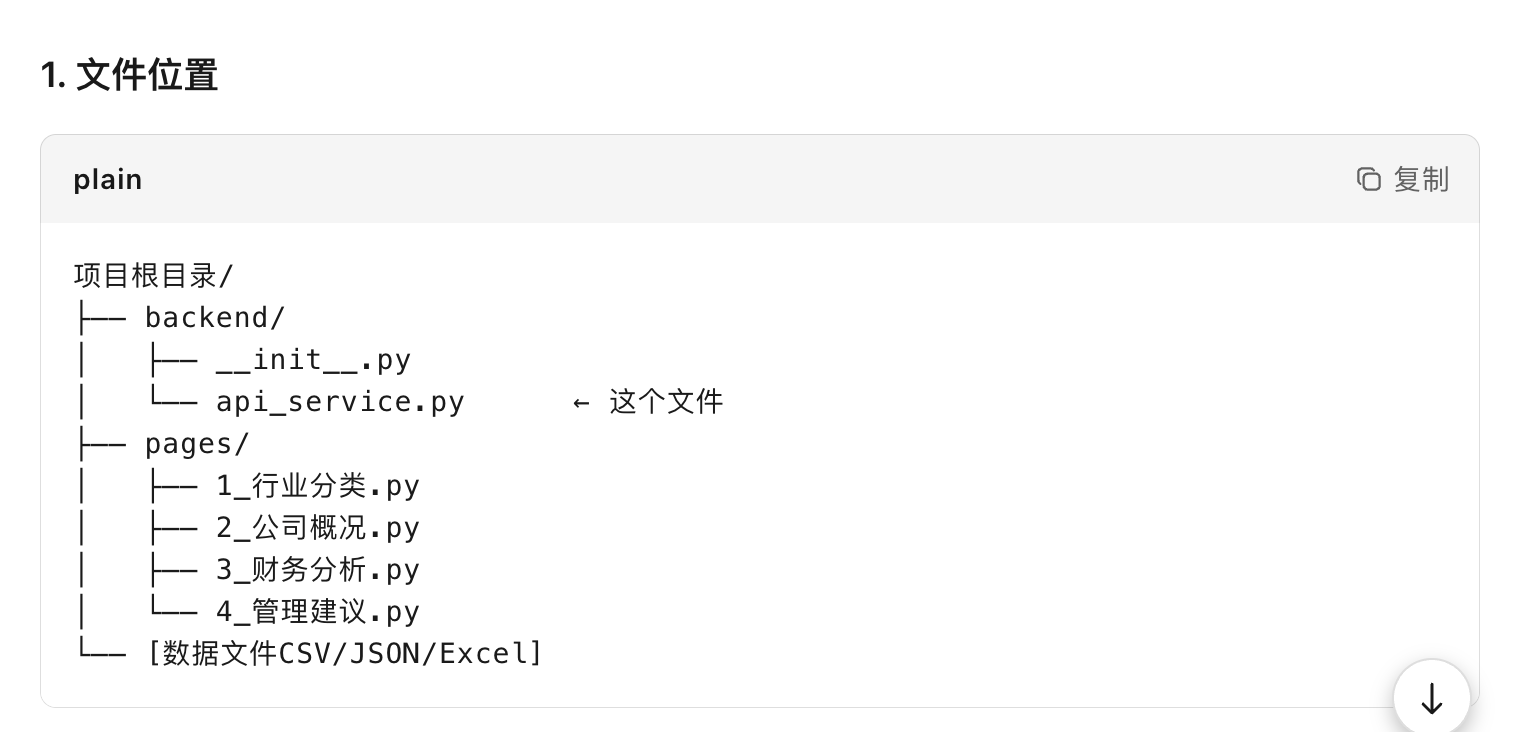 1. 文件位置
plain
复制
项目根目录/
├── backend/
│   ├── __init__.py
│   └── api_service.py      ← 这个文件
├── pages/
│   ├── 1_行业分类.py
│   ├── 2_公司概况.py
│   ├── 3_财务分析.py
│   └── 4_管理建议.py
└── [数据文件CSV/JSON/Excel]